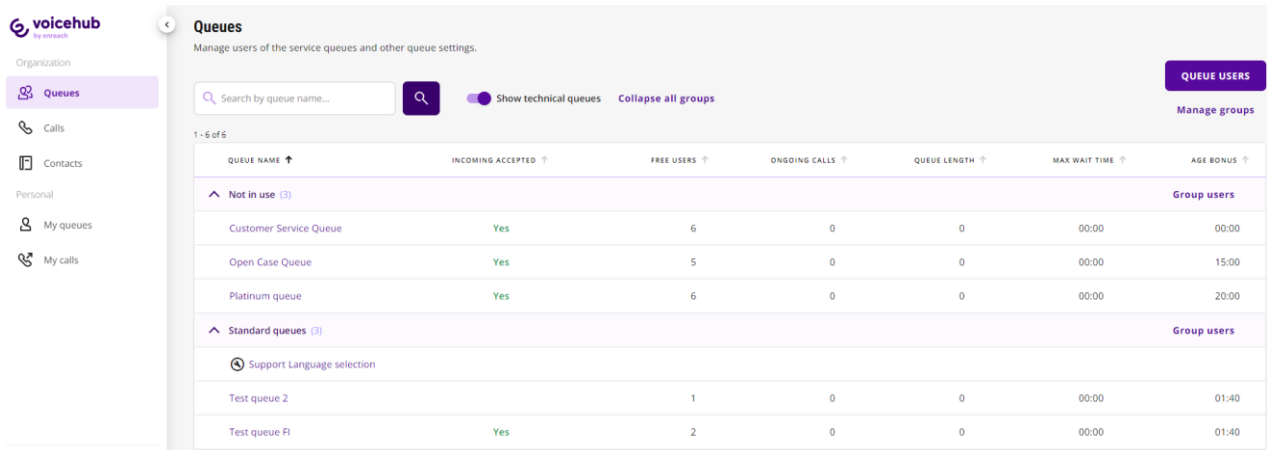 voicehub
by enreach
Organization
Queues
Calls
Contacts
Personal
My queues
My calls
Queues
Manage users of the service queues and other queue settings.
QUEUE USERS
Search by queue name... Show technical queues Collapse all groups
Manage groups
1 - 6 of 6
QUEUE NAME INCOMING ACCEPTED FREE USERS ONGOING CALLS QUEUE LENGTH MAX WAIT TIME AGE BONUS
Not in use (3) Group users
Customer Service Queue Yes 6 0 0 00:00 00:00
Open Case Queue Yes 5 0 0 00:00 15:00
Platinum queue Yes 6 0 0 00:00 20:00
Standard queues (3) Group users
Support Language selection
Test queue 2 1 0 0 00:00 01:40
Test queue FI Yes 2 0 0 00:00 01:40